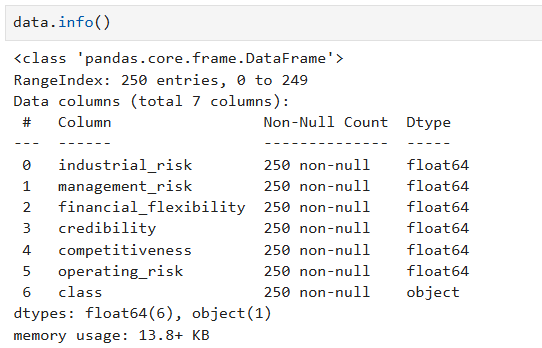 data.info()
<class 'pandas.core.frame.DataFrame'>
RangeIndex: 250 entries, 0 to 249
Data columns (total 7 columns):
 #   Column                 Non-Null Count  Dtype
---  ------                 --------------  -----
 0   industrial_risk        250 non-null    float64
 1   management_risk        250 non-null    float64
 2   financial_flexibility  250 non-null    float64
 3   credibility            250 non-null    float64
 4   competitiveness        250 non-null    float64
 5   operating_risk         250 non-null    float64
 6   class                  250 non-null    object
dtypes: float64(6), object(1)
memory usage: 13.8+ KB